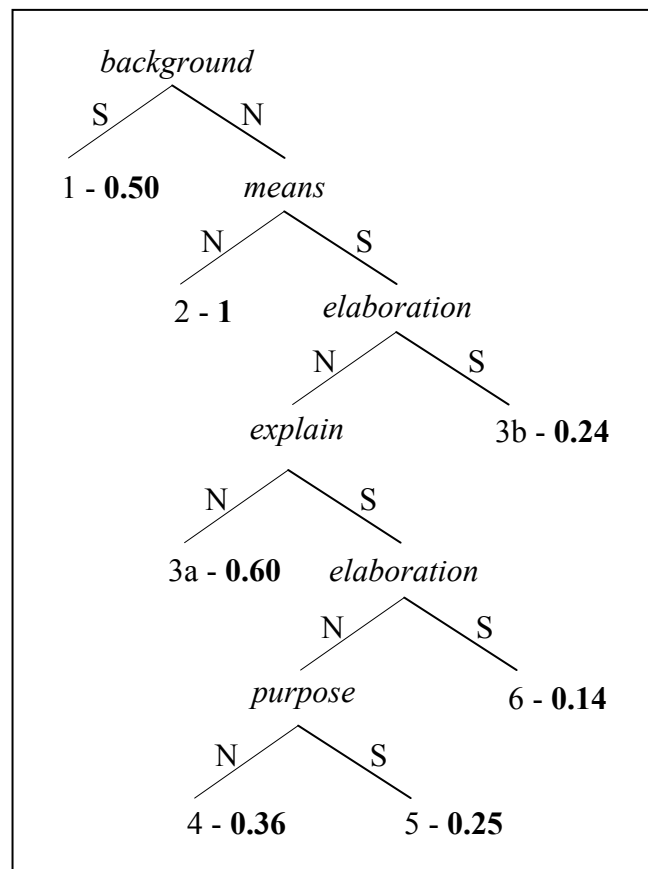 background
S N
1 - 0.50 means
N S
2 - 1 elaboration
N S
explain 3b - 0.24
N S
3a - 0.60 elaboration
N S
purpose 6 - 0.14
N S
4 - 0.36 5 - 0.25